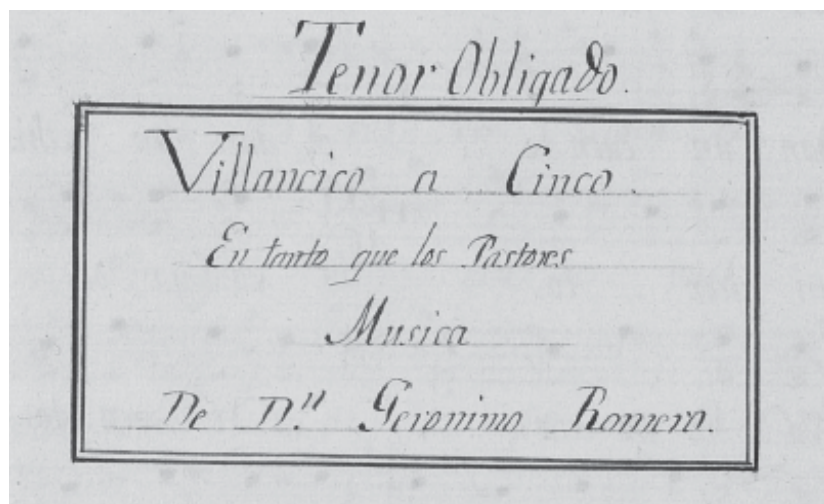 Tenor Obligado.
Villancico a Cinco.
En tanto que los Pastores
Musica
De D.ⁿ Geronimo Romero.